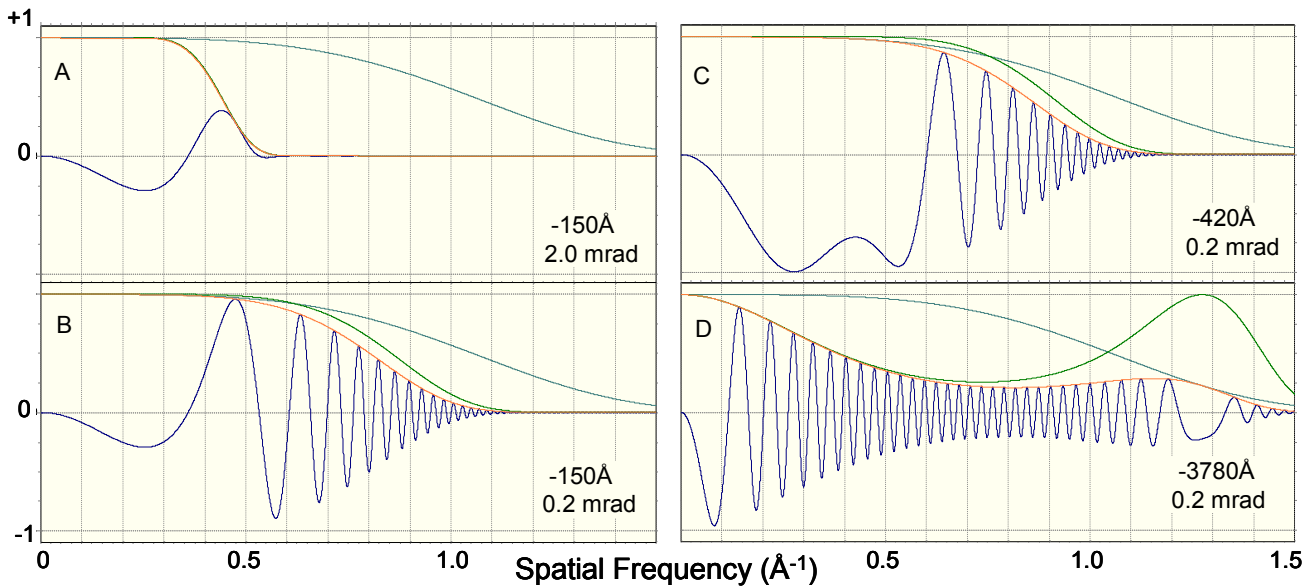 +1
A
0
-150Å
2.0 mrad
B
0
-150Å
0.2 mrad
-1
C
-420Å
0.2 mrad
D
-3780Å
0.2 mrad
0 0.5 1.0 0.5 1.0 1.5
Spatial Frequency (Å-1)